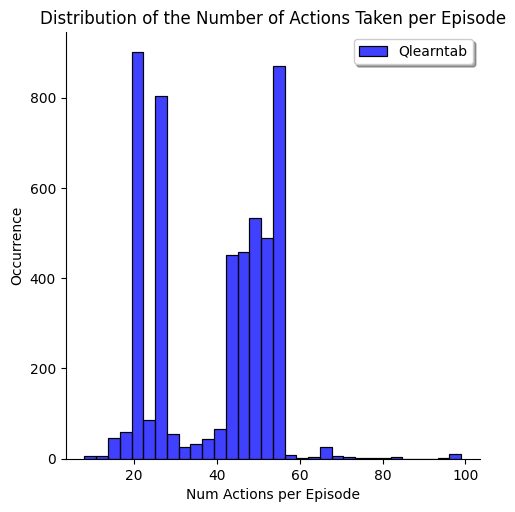 Distribution of the Number of Actions Taken per Episode
Qlearntab
Occurrence
800
600
400
200
0
20 40 60 80 100
Num Actions per Episode